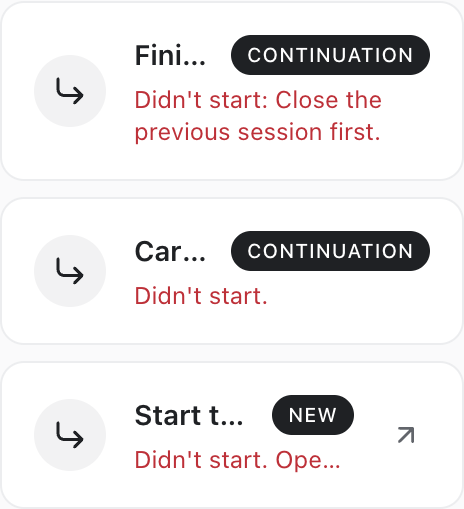 Fini... CONTINUATION
Didn't start: Close the
previous session first.
Car... CONTINUATION
Didn't start.
Start t... NEW
Didn't start. Ope...